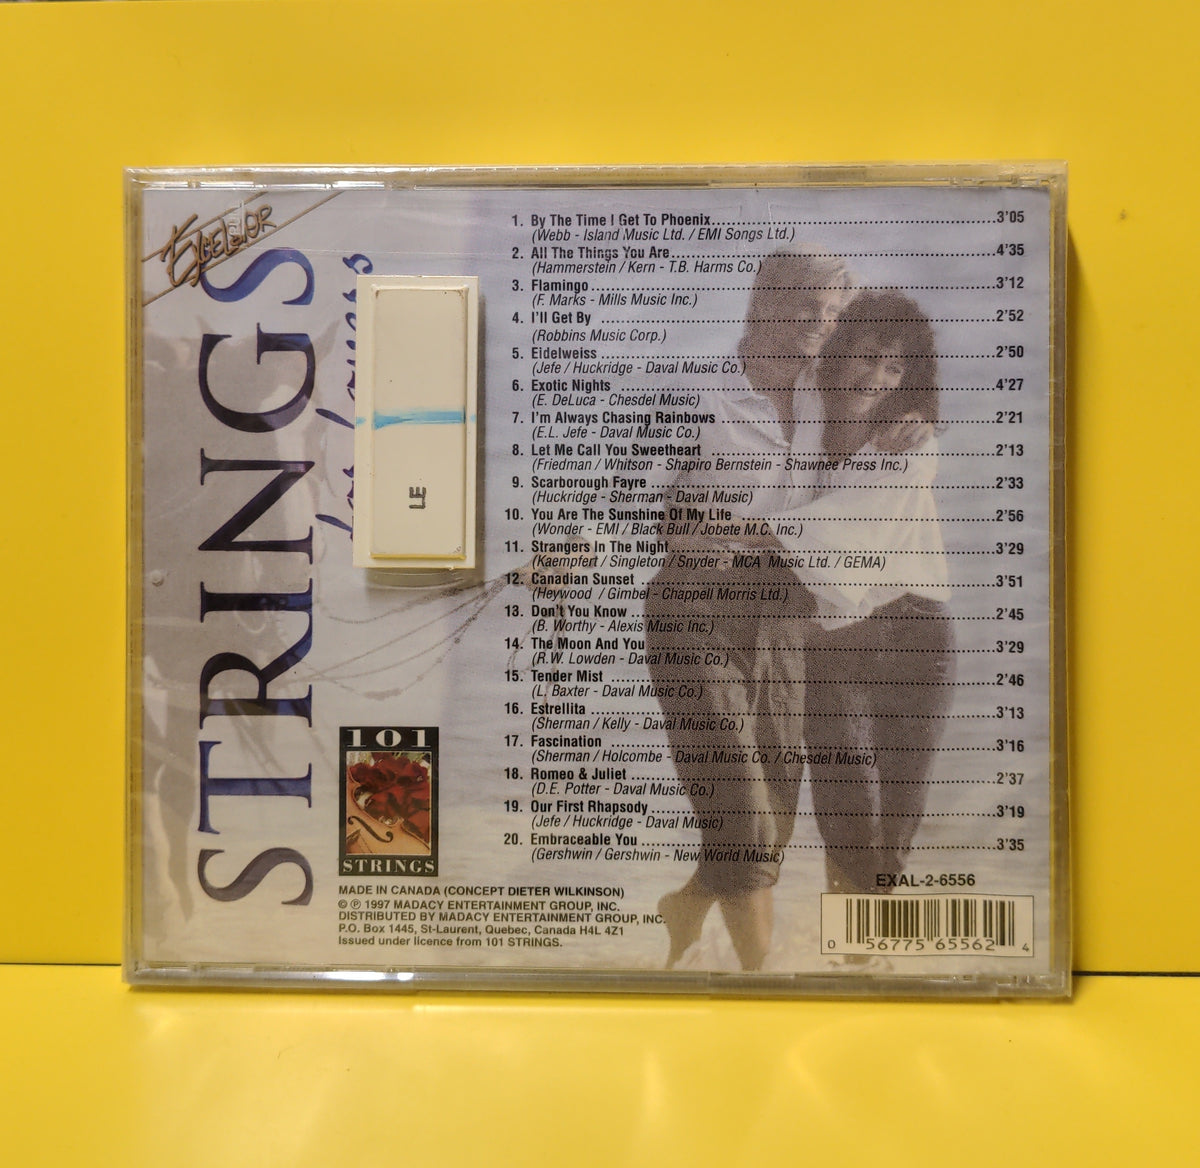 EXCELSIOR
STRINGS
for lovers
LE
1. By The Time I Get To Phoenix 3'05
(Webb - Island Music Ltd. / EMI Songs Ltd.)
2. All The Things You Are 4'35
(Hammerstein / Kern - T.B. Harms Co.)
3. Flamingo 3'12
(F. Marks - Mills Music Inc.)
4. I'll Get By 2'52
(Robbins Music Corp.)
5. Eidelweiss 2'50
(Jefe / Huckridge - Daval Music Co.)
6. Exotic Nights 4'27
(E. DeLuca - Chesdel Music)
7. I'm Always Chasing Rainbows 2'21
(E.L. Jefe - Daval Music Co.)
8. Let Me Call You Sweetheart 2'13
(Friedman / Whitson - Shapiro Bernstein - Shawnee Press Inc.)
9. Scarborough Fayre 2'33
(Huckridge - Sherman - Daval Music)
10. You Are The Sunshine Of My Life 2'56
(Wonder - EMI / Black Bull / Jobete M.C. Inc.)
11. Strangers In The Night 3'29
(Kaempfert / Singleton / Snyder - MCA Music Ltd. / GEMA)
12. Canadian Sunset 3'51
(Heywood / Gimbel - Chappell Morris Ltd.)
13. Don't You Know 2'45
(B. Worthy - Alexis Music Inc.)
14. The Moon And You 3'29
(R.W. Lowden - Daval Music Co.)
15. Tender Mist 2'46
(L. Baxter - Daval Music Co.)
16. Estrellita 3'13
(Sherman / Kelly - Daval Music Co.)
17. Fascination 3'16
(Sherman / Holcombe - Daval Music Co. / Chesdel Music)
18. Romeo & Juliet 2'37
(D.E. Potter - Daval Music Co.)
19. Our First Rhapsody 3'19
(Jefe / Huckridge - Daval Music)
20. Embraceable You 3'35
(Gershwin / Gershwin - New World Music)
101
STRINGS
MADE IN CANADA (CONCEPT DIETER WILKINSON)
© ℗ 1997 MADACY ENTERTAINMENT GROUP, INC.
DISTRIBUTED BY MADACY ENTERTAINMENT GROUP, INC.
P.O. Box 1445, St-Laurent, Quebec, Canada H4L 4Z1
Issued under licence from 101 STRINGS.
EXAL-2-6556
0 56775 65562 4